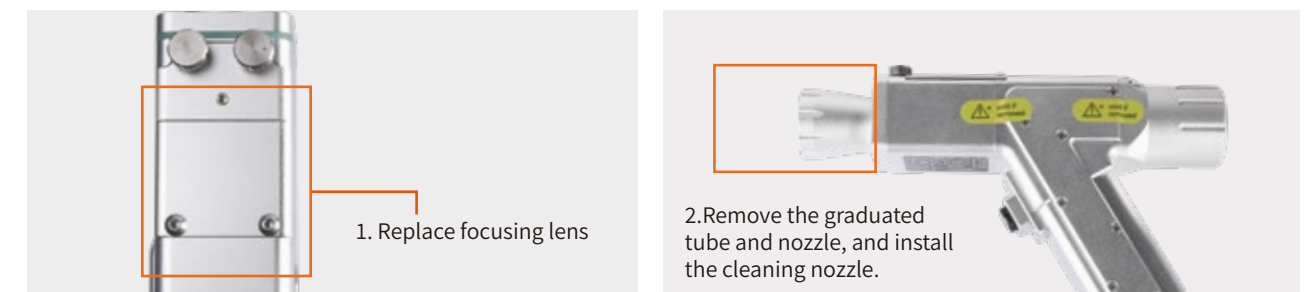 1. Replace focusing lens
2.Remove the graduated
tube and nozzle, and install
the cleaning nozzle.